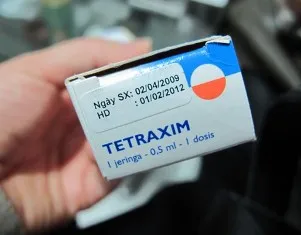 Ngày SX: 02/04/2009
HD : 01/02/2012
TETRAXIM
1 jeringa - 0,5 ml - 1 dosis